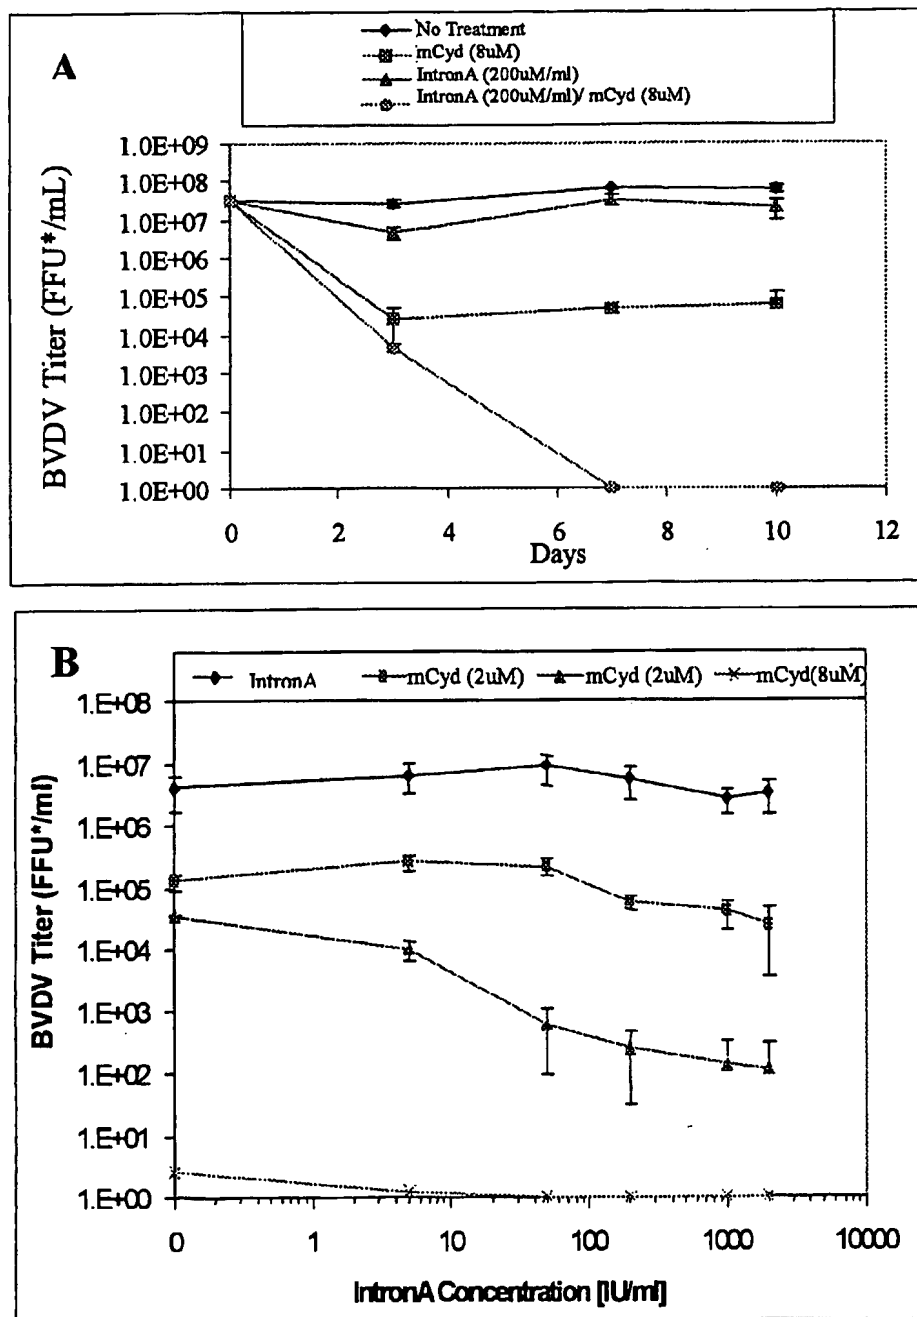 A
No Treatment
mCyd (8uM)
IntronA (200uM/ml)
IntronA (200uM/ml)/ mCyd (8uM)
BVDV Titer (FFU*/mL)
1.0E+09
1.0E+08
1.0E+07
1.0E+06
1.0E+05
1.0E+04
1.0E+03
1.0E+02
1.0E+01
1.0E+00
0 2 4 6 8 10 12
Days
B
IntronA mCyd (2uM) mCyd (2uM) mCyd(8uM)
BVDV Titer (FFU*/ml)
1.E+08
1.E+07
1.E+06
1.E+05
1.E+04
1.E+03
1.E+02
1.E+01
1.E+00
0 1 10 100 1000 10000
IntronA Concentration [IU/ml]